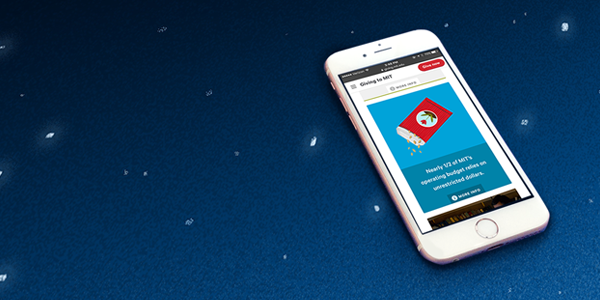 Giving to MIT
Give now
MORE INFO
Nearly 1/2 of MIT's
operating budget relies on
unrestricted dollars.
MORE INFO